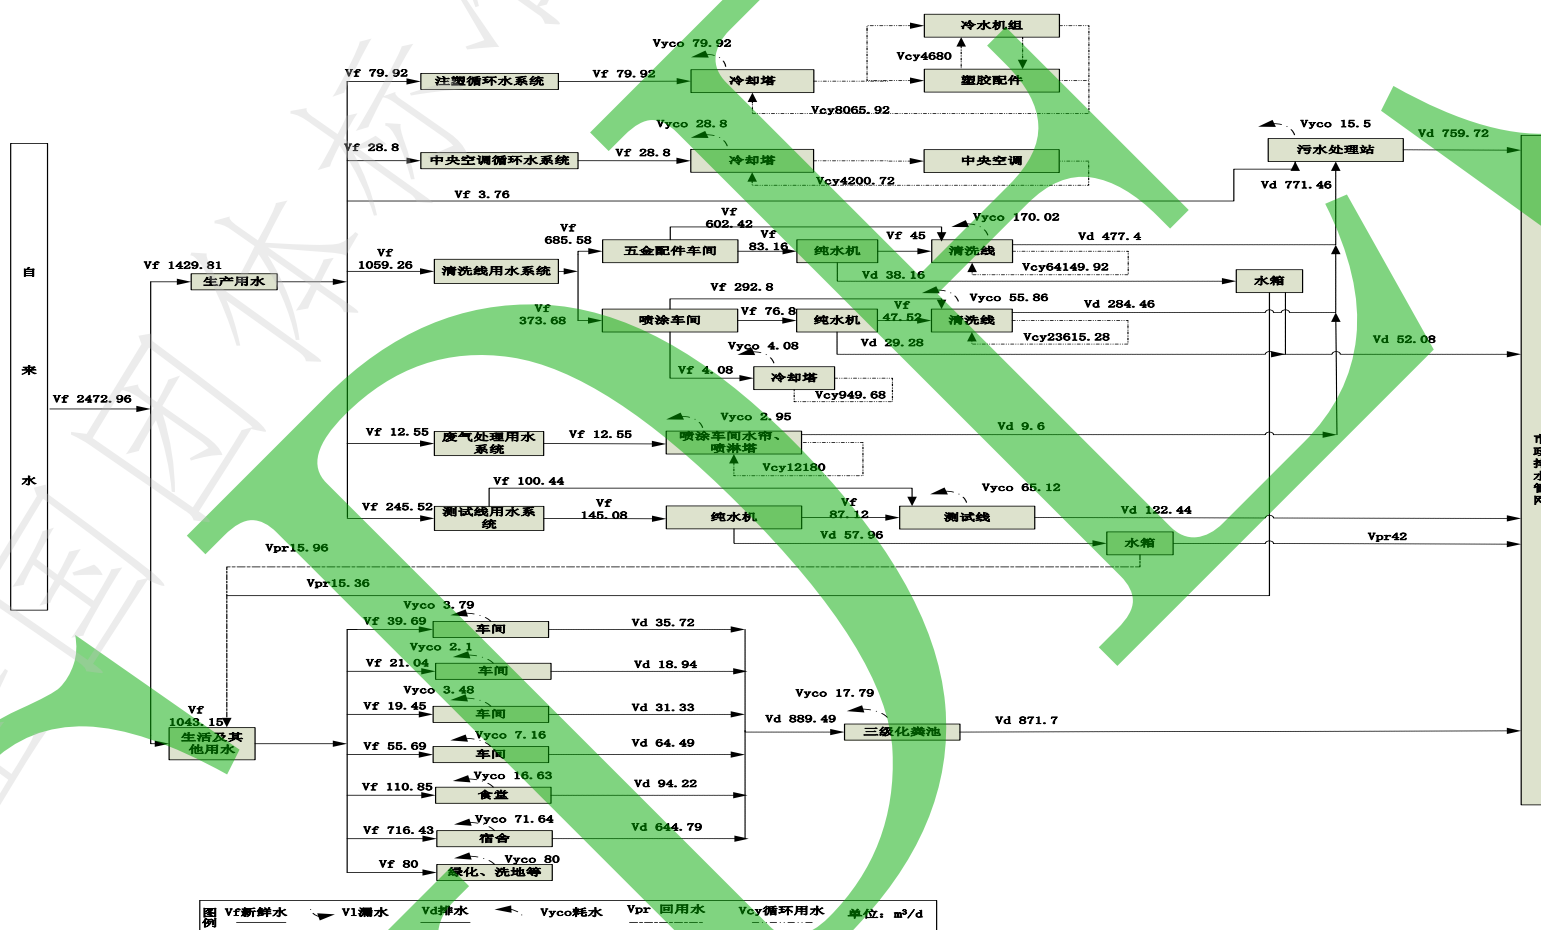 冷水机组
Vyco 79.92
Vcy4680
Vf 79.92
注塑循环水系统
Vf 79.92
冷却塔
塑胶配件
Vcy8065.92
Vyco 28.8
Vyco 15.5
Vd 759.72
Vf 28.8
中央空调循环水系统
Vf 28.8
冷却塔
中央空调
污水处理站
Vcy4200.72
Vd 771.46
Vf 3.76
自
来
水
Vf 2472.96
Vf 1429.81
生产用水
Vf
1059.26
清洗线用水系统
Vf
685.58
五金配件车间
Vf
602.42
Vf
83.16
纯水机
Vf 45
Vyco 170.02
清洗线
Vd 477.4
Vcy64149.92
Vd 38.16
水箱
Vf
373.68
喷涂车间
Vf 292.8
Vf 76.8
纯水机
Vf
47.52
Vyco 55.86
清洗线
Vd 284.46
Vcy23615.28
Vd 29.28
Vd 52.08
Vyco 4.08
Vf 4.08
冷却塔
Vcy949.68
Vf 12.55
废气处理用水
系统
Vf 12.55
Vyco 2.95
喷涂车间水帘、
喷淋塔
Vd 9.6
Vcy12180
Vf 245.52
测试线用水系
统
Vf 100.44
Vf
145.08
纯水机
Vf
87.12
Vyco 65.12
测试线
Vd 122.44
Vd 57.96
水箱
Vpr42
Vpr15.96
Vpr15.36
Vf
1043.15
生活及其
他用水
Vyco 3.79
Vf 39.69
车间
Vd 35.72
Vyco 2.1
Vf 21.04
车间
Vd 18.94
Vyco 3.48
Vf 19.45
车间
Vd 31.33
Vyco 7.16
Vf 55.69
车间
Vd 64.49
Vyco 16.63
Vf 110.85
食堂
Vd 94.22
Vyco 71.64
Vf 716.43
宿舍
Vd 644.79
Vyco 80
Vf 80
绿化、洗地等
Vyco 17.79
Vd 889.49
三级化粪池
Vd 871.7
图
例
Vf新鲜水 Vl漏水 Vd排水 Vyco耗水 Vpr 回用水 Vcy循环用水 单位：m³/d